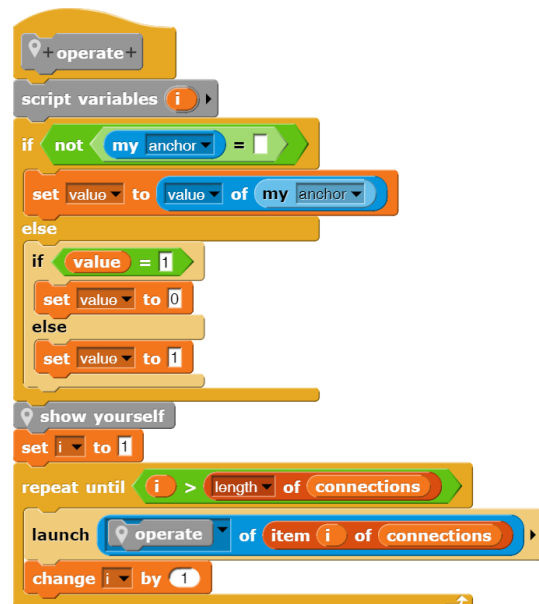 +operate+
script variables i
if not my anchor =
set value to value of my anchor
else
if value = 1
set value to 0
else
set value to 1
show yourself
set i to 1
repeat until i > length of connections
launch operate of item i of connections
change i by 1